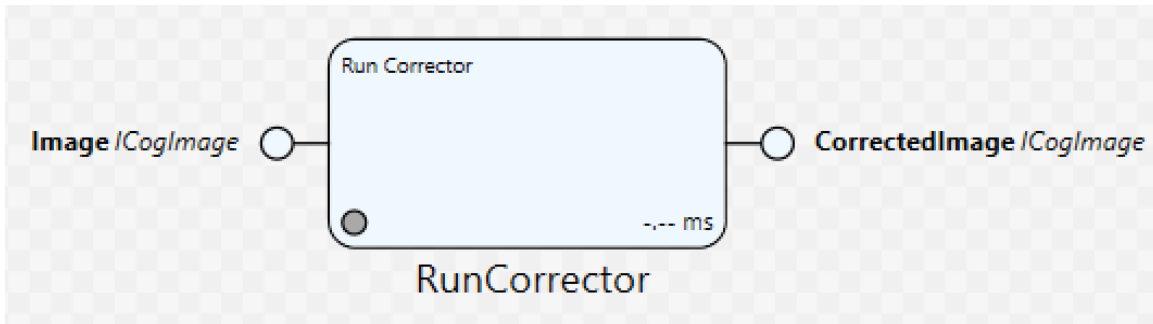 Run Corrector
Image ICogImage
CorrectedImage ICogImage
-.-- ms
RunCorrector